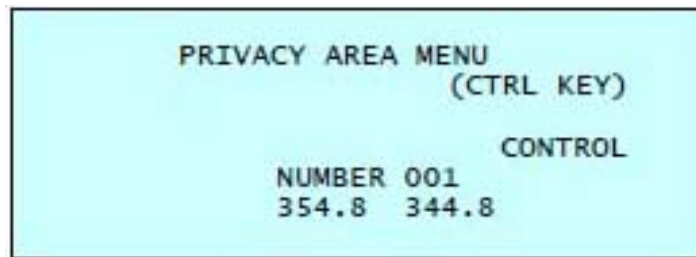 PRIVACY AREA MENU
(CTRL KEY)
CONTROL
NUMBER 001
354.8 344.8